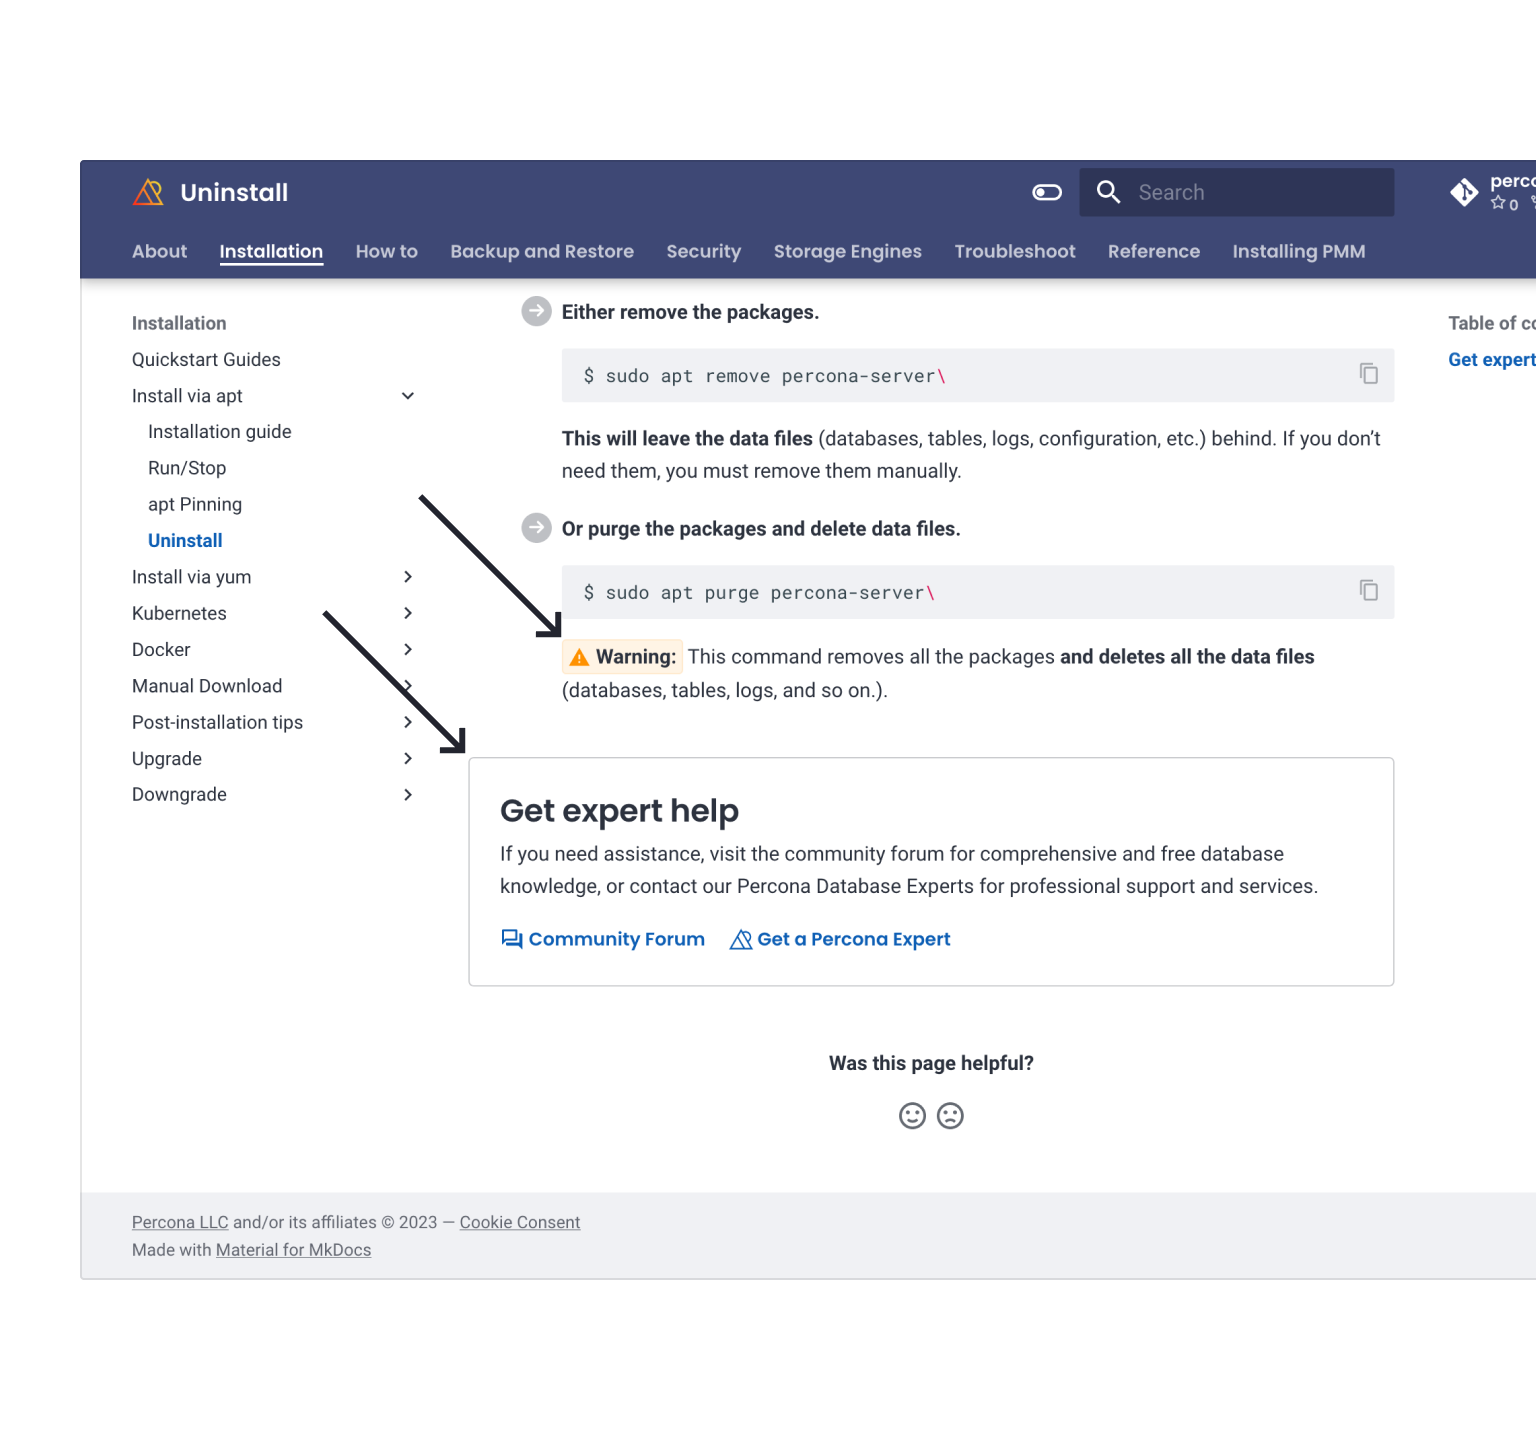 Uninstall
Search
0
About Installation How to Backup and Restore Security Storage Engines Troubleshoot Reference Installing PMM
Installation
Quickstart Guides
Install via apt
Installation guide
Run/Stop
apt Pinning
Uninstall
Install via yum
Kubernetes
Docker
Manual Download
Post-installation tips
Upgrade
Downgrade
Either remove the packages.
$ sudo apt remove percona-server\
This will leave the data files (databases, tables, logs, configuration, etc.) behind. If you don’t
need them, you must remove them manually.
Or purge the packages and delete data files.
$ sudo apt purge percona-server\
Warning: This command removes all the packages and deletes all the data files
(databases, tables, logs, and so on.).
Get expert help
If you need assistance, visit the community forum for comprehensive and free database
knowledge, or contact our Percona Database Experts for professional support and services.
Community Forum Get a Percona Expert
Was this page helpful?
Table of
Get expert
Percona LLC and/or its affiliates © 2023 — Cookie Consent
Made with Material for MkDocs